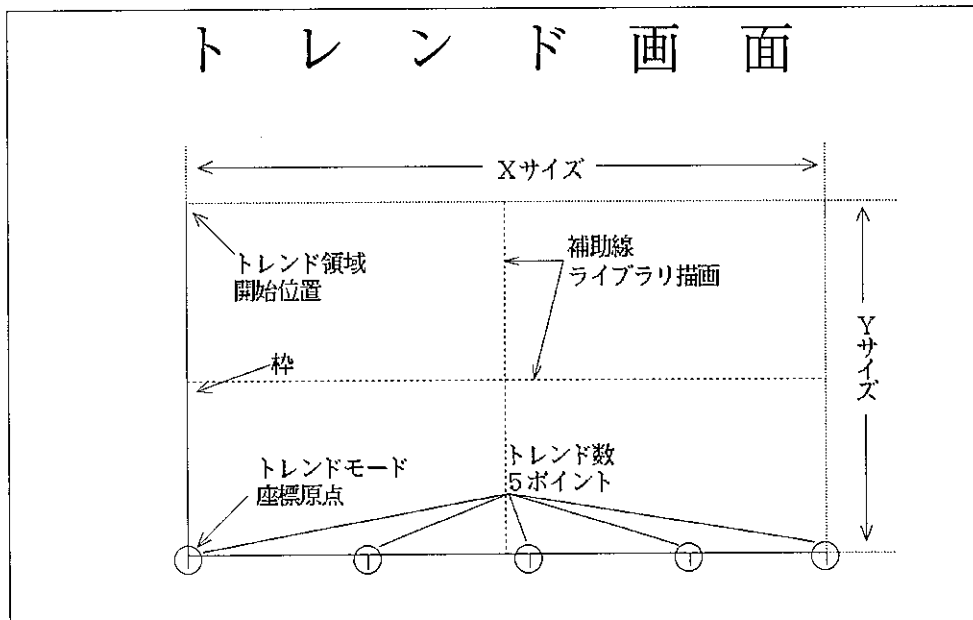 トレンド画面
Xサイズ
トレンド領域
開始位置
補助線
ライブラリ描画
Yサイズ
枠
トレンドモード
座標原点
トレンド数
5ポイント